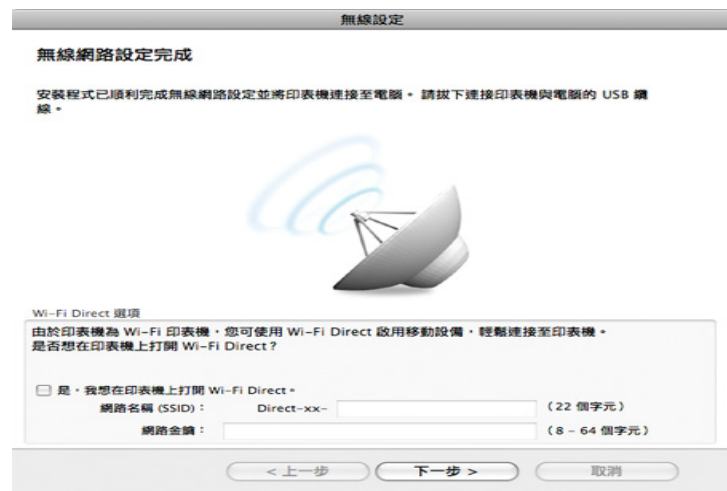 無線設定
無線網路設定完成
安裝程式已順利完成無線網路設定並將印表機連接至電腦。 請拔下連接印表機與電腦的 USB 纜
線。
Wi-Fi Direct 選項
由於印表機為 Wi-Fi 印表機，您可使用 Wi-Fi Direct 啟用移動設備，輕鬆連接至印表機。
是否想在印表機上打開 Wi-Fi Direct？
是，我想在印表機上打開 Wi-Fi Direct。
網路名稱 (SSID)： Direct-xx- （22 個字元）
網路金鑰： （8 - 64 個字元）
< 上一步 下一步 > 取消